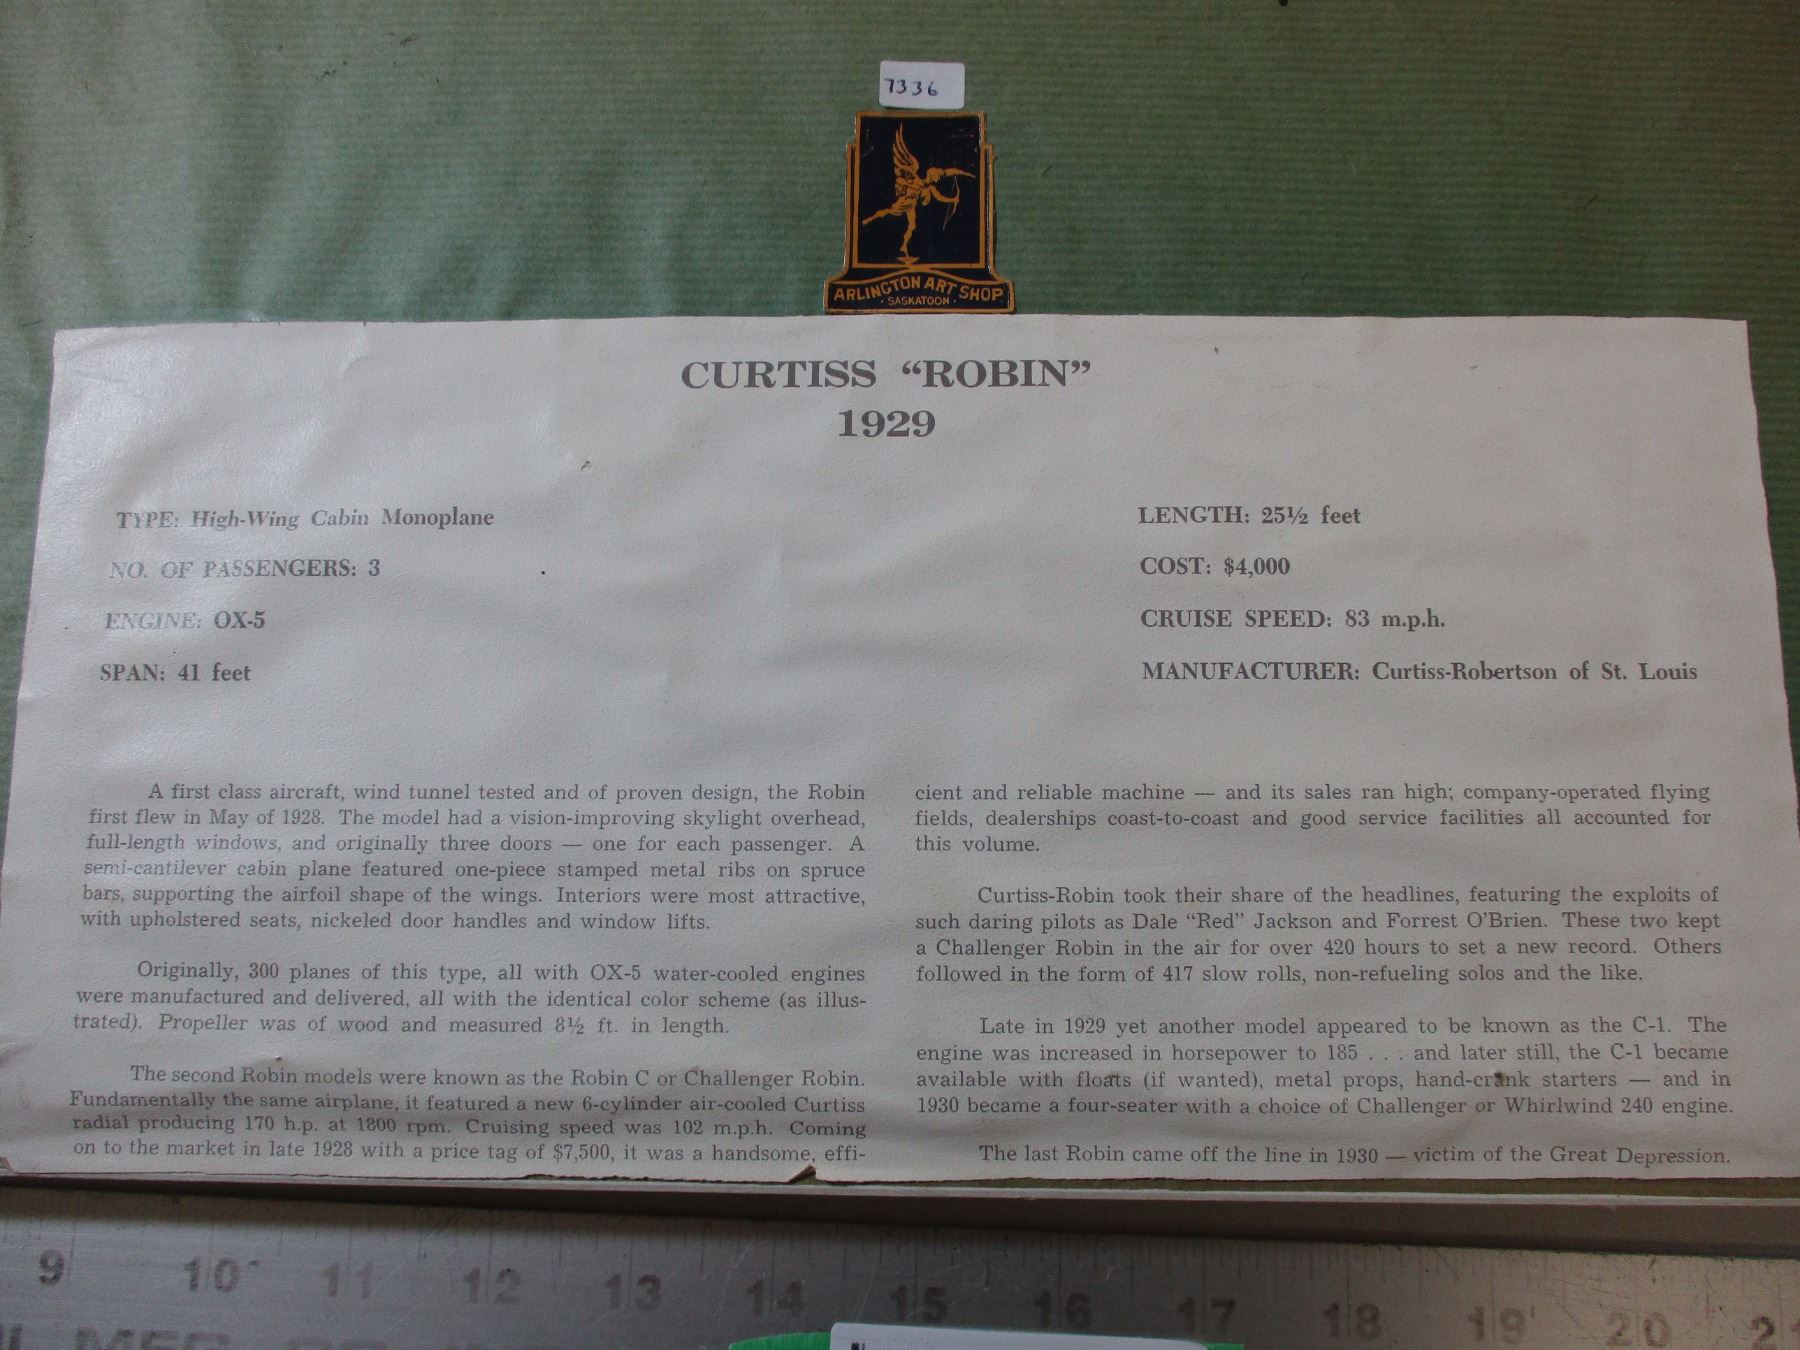 7336
ARLINGTON ART SHOP
· SASKATOON ·
CURTISS “ROBIN”
1929
TYPE: High-Wing Cabin Monoplane
NO. OF PASSENGERS: 3
ENGINE: OX-5
SPAN: 41 feet
LENGTH: 25½ feet
COST: $4,000
CRUISE SPEED: 83 m.p.h.
MANUFACTURER: Curtiss-Robertson of St. Louis
A first class aircraft, wind tunnel tested and of proven design, the Robin
first flew in May of 1928. The model had a vision-improving skylight overhead,
full-length windows, and originally three doors — one for each passenger. A
semi-cantilever cabin plane featured one-piece stamped metal ribs on spruce
bars, supporting the airfoil shape of the wings. Interiors were most attractive,
with upholstered seats, nickeled door handles and window lifts.
Originally, 300 planes of this type, all with OX-5 water-cooled engines
were manufactured and delivered, all with the identical color scheme (as illus-
trated). Propeller was of wood and measured 8½ ft. in length.
The second Robin models were known as the Robin C or Challenger Robin.
Fundamentally the same airplane, it featured a new 6-cylinder air-cooled Curtiss
radial producing 170 h.p. at 1800 rpm. Cruising speed was 102 m.p.h. Coming
on to the market in late 1928 with a price tag of $7,500, it was a handsome, effi-
cient and reliable machine — and its sales ran high; company-operated flying
fields, dealerships coast-to-coast and good service facilities all accounted for
this volume.
Curtiss-Robin took their share of the headlines, featuring the exploits of
such daring pilots as Dale “Red” Jackson and Forrest O’Brien. These two kept
a Challenger Robin in the air for over 420 hours to set a new record. Others
followed in the form of 417 slow rolls, non-refueling solos and the like.
Late in 1929 yet another model appeared to be known as the C-1. The
engine was increased in horsepower to 185 . . . and later still, the C-1 became
available with floats (if wanted), metal props, hand-crank starters — and in
1930 became a four-seater with a choice of Challenger or Whirlwind 240 engine.
The last Robin came off the line in 1930 — victim of the Great Depression.
9 10 11 12 13 14 15 16 17 18 19 20